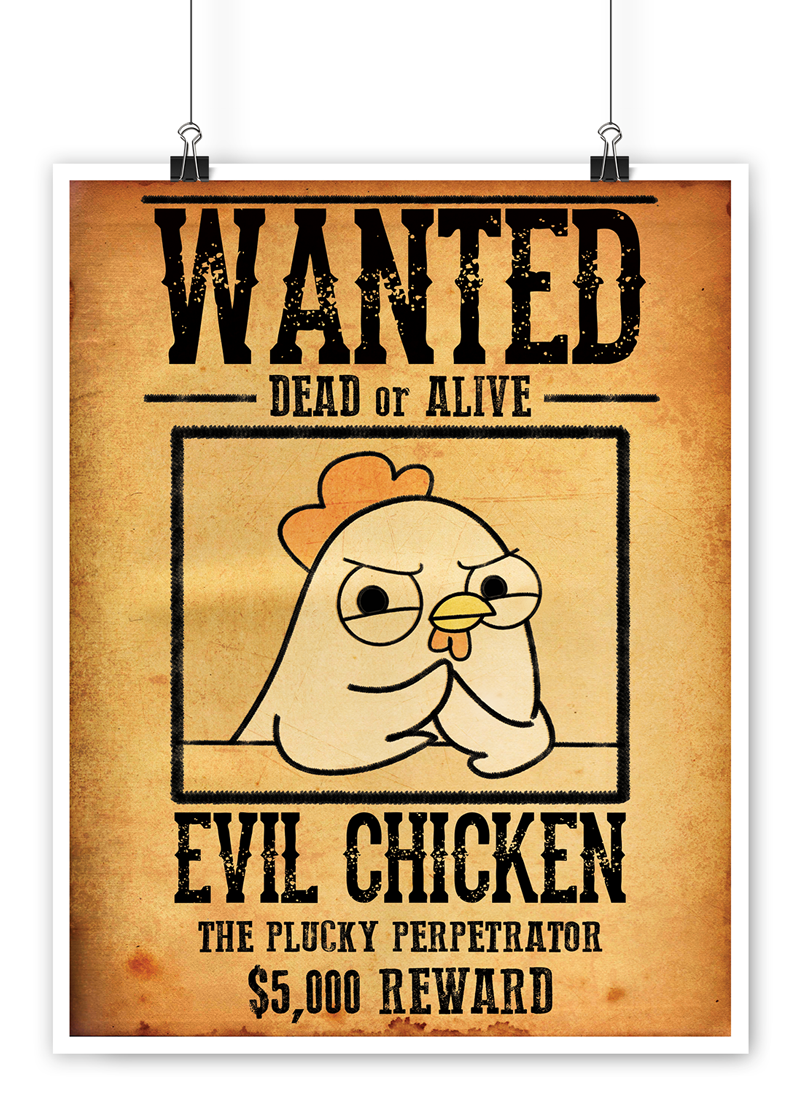 WANTED
DEAD or ALIVE
EVIL CHICKEN
THE PLUCKY PERPETRATOR
$5,000 REWARD